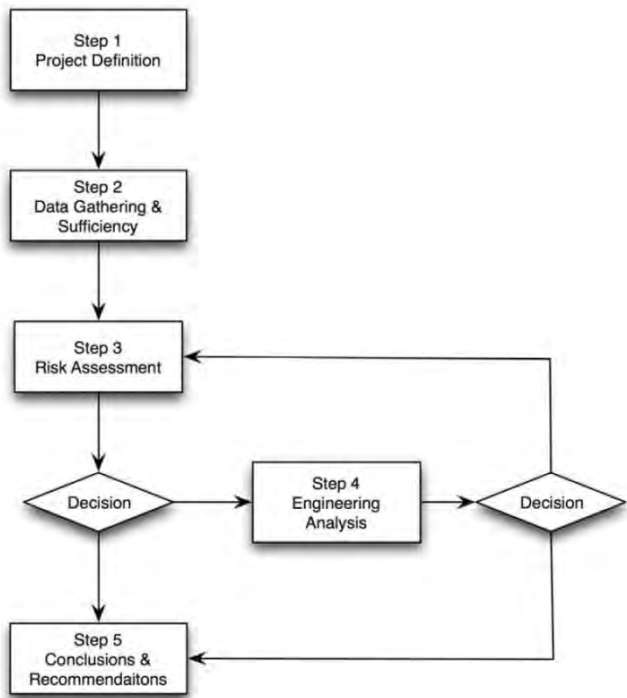 Step 1
Project Definition
Step 2
Data Gathering &
Sufficiency
Step 3
Risk Assessment
Decision
Step 4
Engineering
Analysis
Decision
Step 5
Conclusions &
Recommendaitons